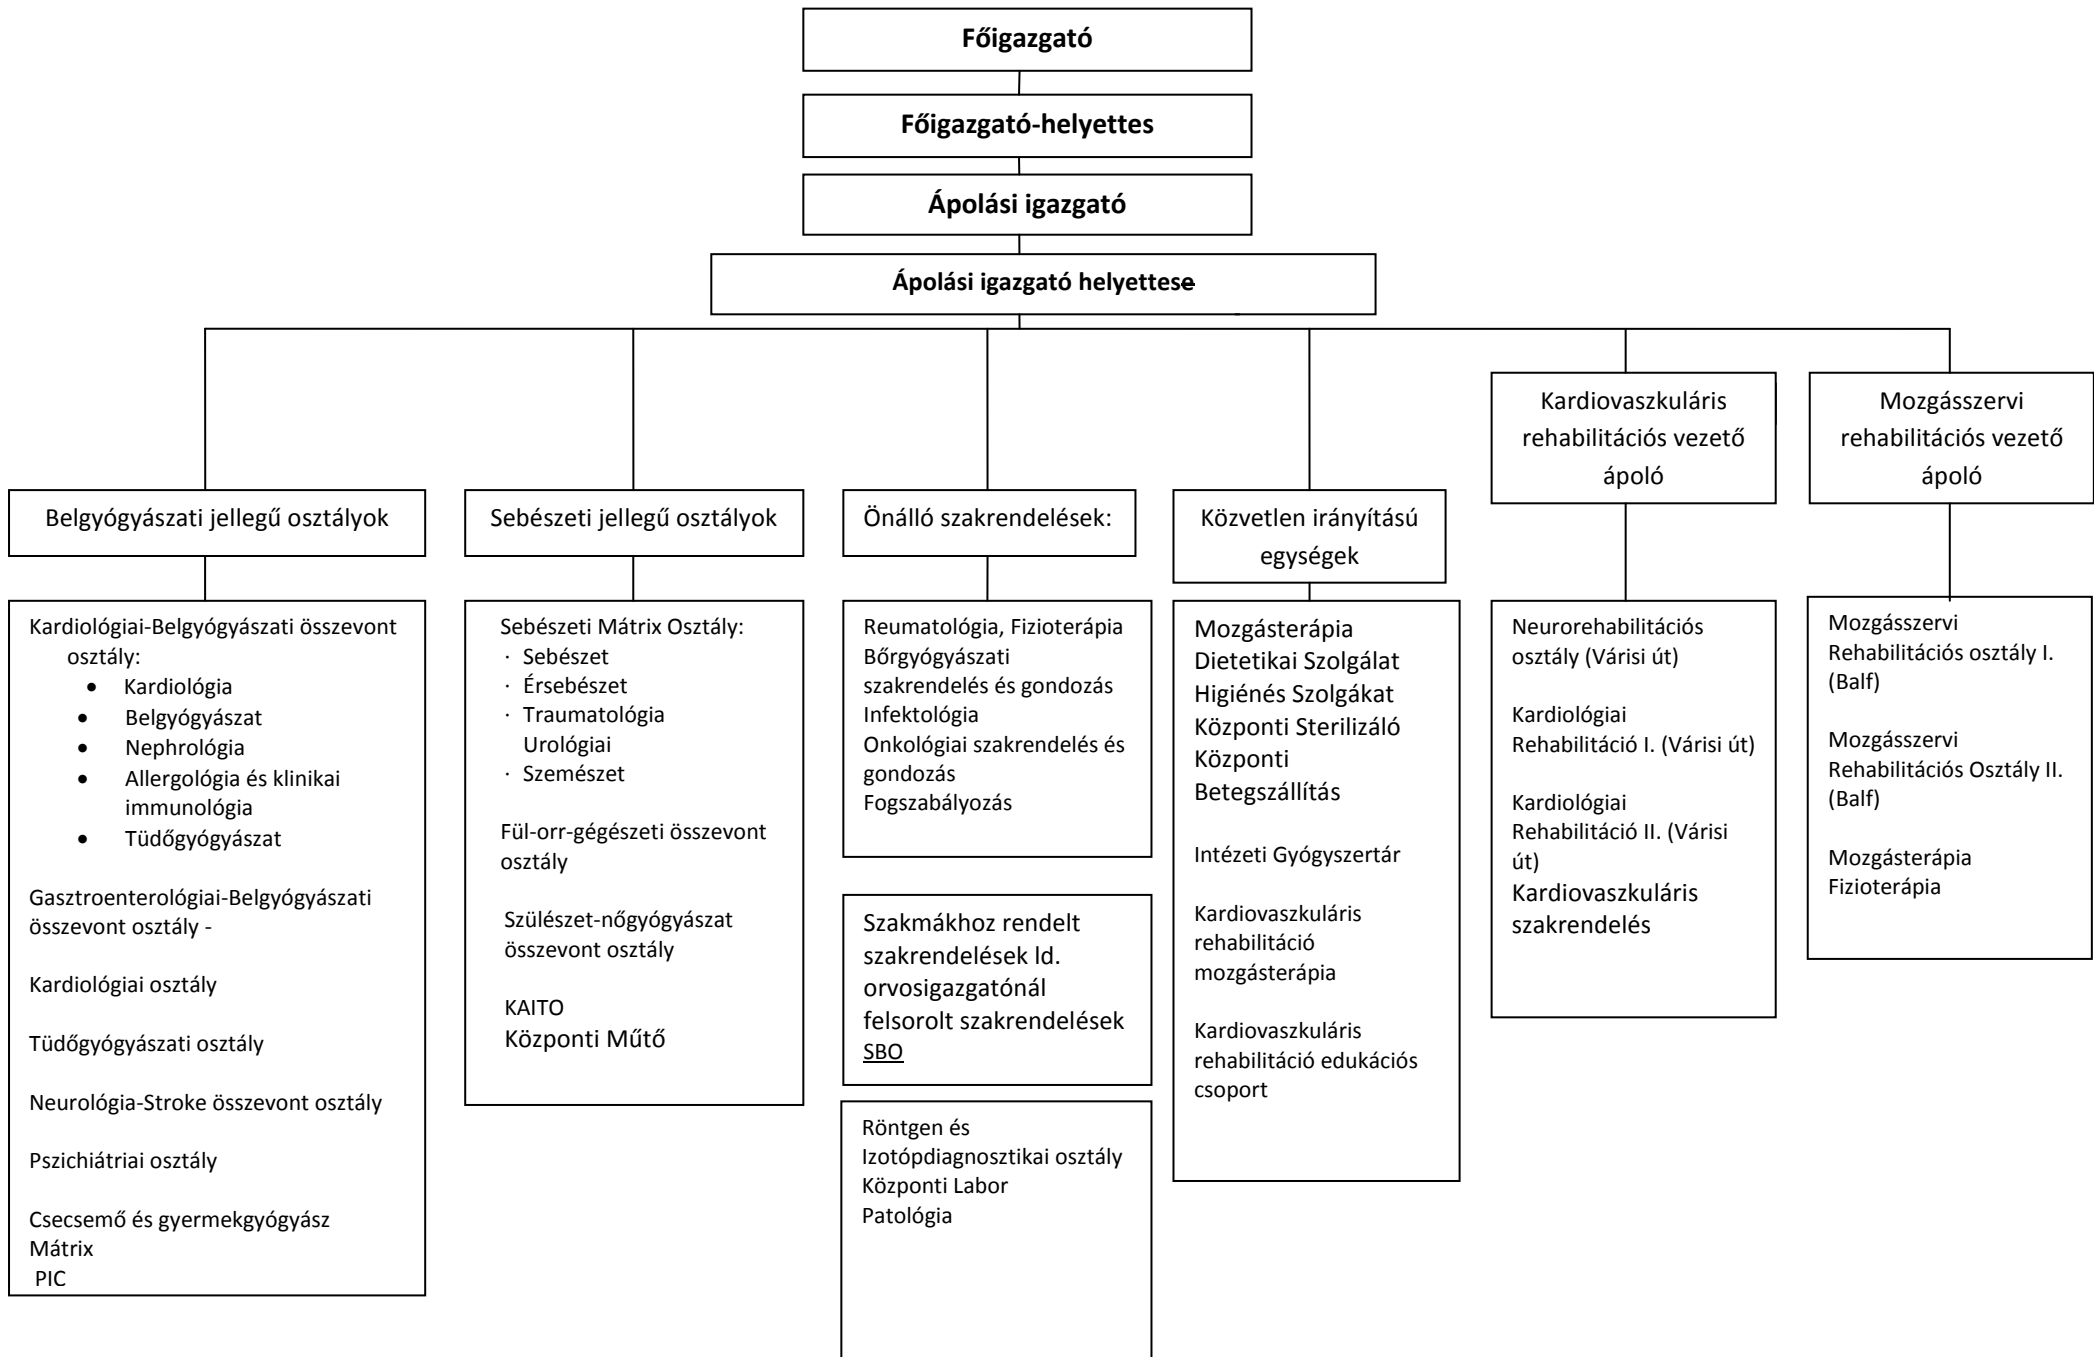 Főigazgató
Főigazgató-helyettes
Ápolási igazgató
Ápolási igazgató helyettese
Belgyógyászati jellegű osztályok
Kardiológiai-Belgyógyászati összevont
osztály:
• Kardiológia
• Belgyógyászat
• Nephrológia
• Allergológia és klinikai
immunológia
• Tüdőgyógyászat
Gasztroenterológiai-Belgyógyászati
összevont osztály -
Kardiológiai osztály
Tüdőgyógyászati osztály
Neurológia-Stroke összevont osztály
Pszichiátriai osztály
Csecsemő és gyermekgyógyász
Mátrix
PIC
Sebészeti jellegű osztályok
Sebészeti Mátrix Osztály:
· Sebészet
· Érsebészet
· Traumatológia
Urológiai
· Szemészet
Fül-orr-gégészeti összevont
osztály
Szülészet-nőgyógyászat
összevont osztály
KAITO
Központi Műtő
Önálló szakrendelések:
Reumatológia, Fizioterápia
Bőrgyógyászati
szakrendelés és gondozás
Infektológia
Onkológiai szakrendelés és
gondozás
Fogszabályozás
Szakmákhoz rendelt
szakrendelések ld.
orvosigazgatónál
felsorolt szakrendelések
SBO
Röntgen és
Izotópdiagnosztikai osztály
Központi Labor
Patológia
Közvetlen irányítású
egységek
Mozgásterápia
Dietetikai Szolgálat
Higiénés Szolgákat
Központi Sterilizáló
Központi
Betegszállítás
Intézeti Gyógyszertár
Kardiovaszkuláris
rehabilitáció
mozgásterápia
Kardiovaszkuláris
rehabilitáció edukációs
csoport
Kardiovaszkuláris
rehabilitációs vezető
ápoló
Neurorehabilitációs
osztály (Várisi út)
Kardiológiai
Rehabilitáció I. (Várisi út)
Kardiológiai
Rehabilitáció II. (Várisi
út)
Kardiovaszkuláris
szakrendelés
Mozgásszervi
rehabilitációs vezető
ápoló
Mozgásszervi
Rehabilitációs osztály I.
(Balf)
Mozgásszervi
Rehabilitációs Osztály II.
(Balf)
Mozgásterápia
Fizioterápia